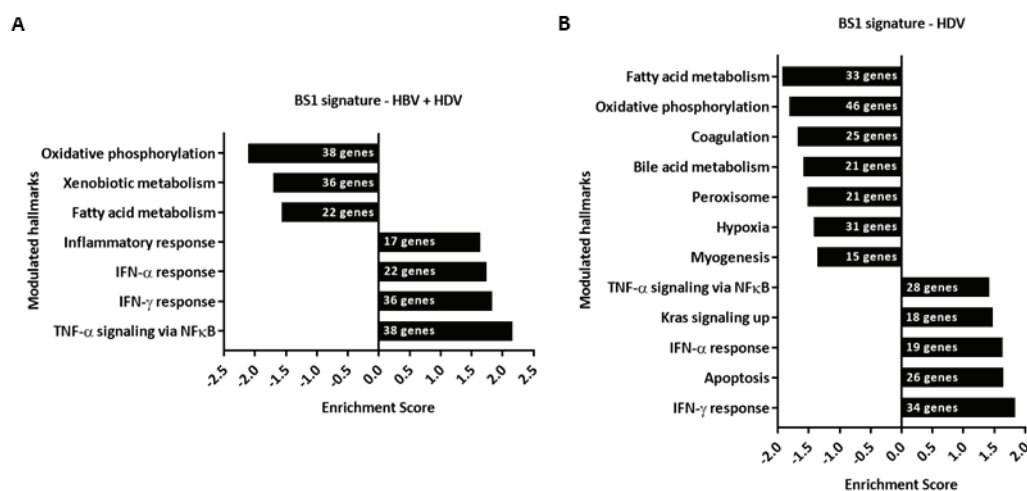 A
BS1 signature - HBV + HDV
Modulated hallmarks
Oxidative phosphorylation
38 genes
Xenobiotic metabolism
36 genes
Fatty acid metabolism
22 genes
Inflammatory response
17 genes
IFN-α response
22 genes
IFN-γ response
36 genes
TNF-α signaling via NFκB
38 genes
-2.5 -2.0 -1.5 -1.0 -0.5 0.0 0.5 1.0 1.5 2.0 2.5
Enrichment Score
B
BS1 signature - HDV
Modulated hallmarks
Fatty acid metabolism
33 genes
Oxidative phosphorylation
46 genes
Coagulation
25 genes
Bile acid metabolism
21 genes
Peroxisome
21 genes
Hypoxia
31 genes
Myogenesis
15 genes
TNF-α signaling via NFκB
28 genes
Kras signaling up
18 genes
IFN-α response
19 genes
Apoptosis
26 genes
IFN-γ response
34 genes
-2.0 -1.5 -1.0 -0.5 0.0 0.5 1.0 1.5 2.0
Enrichment Score